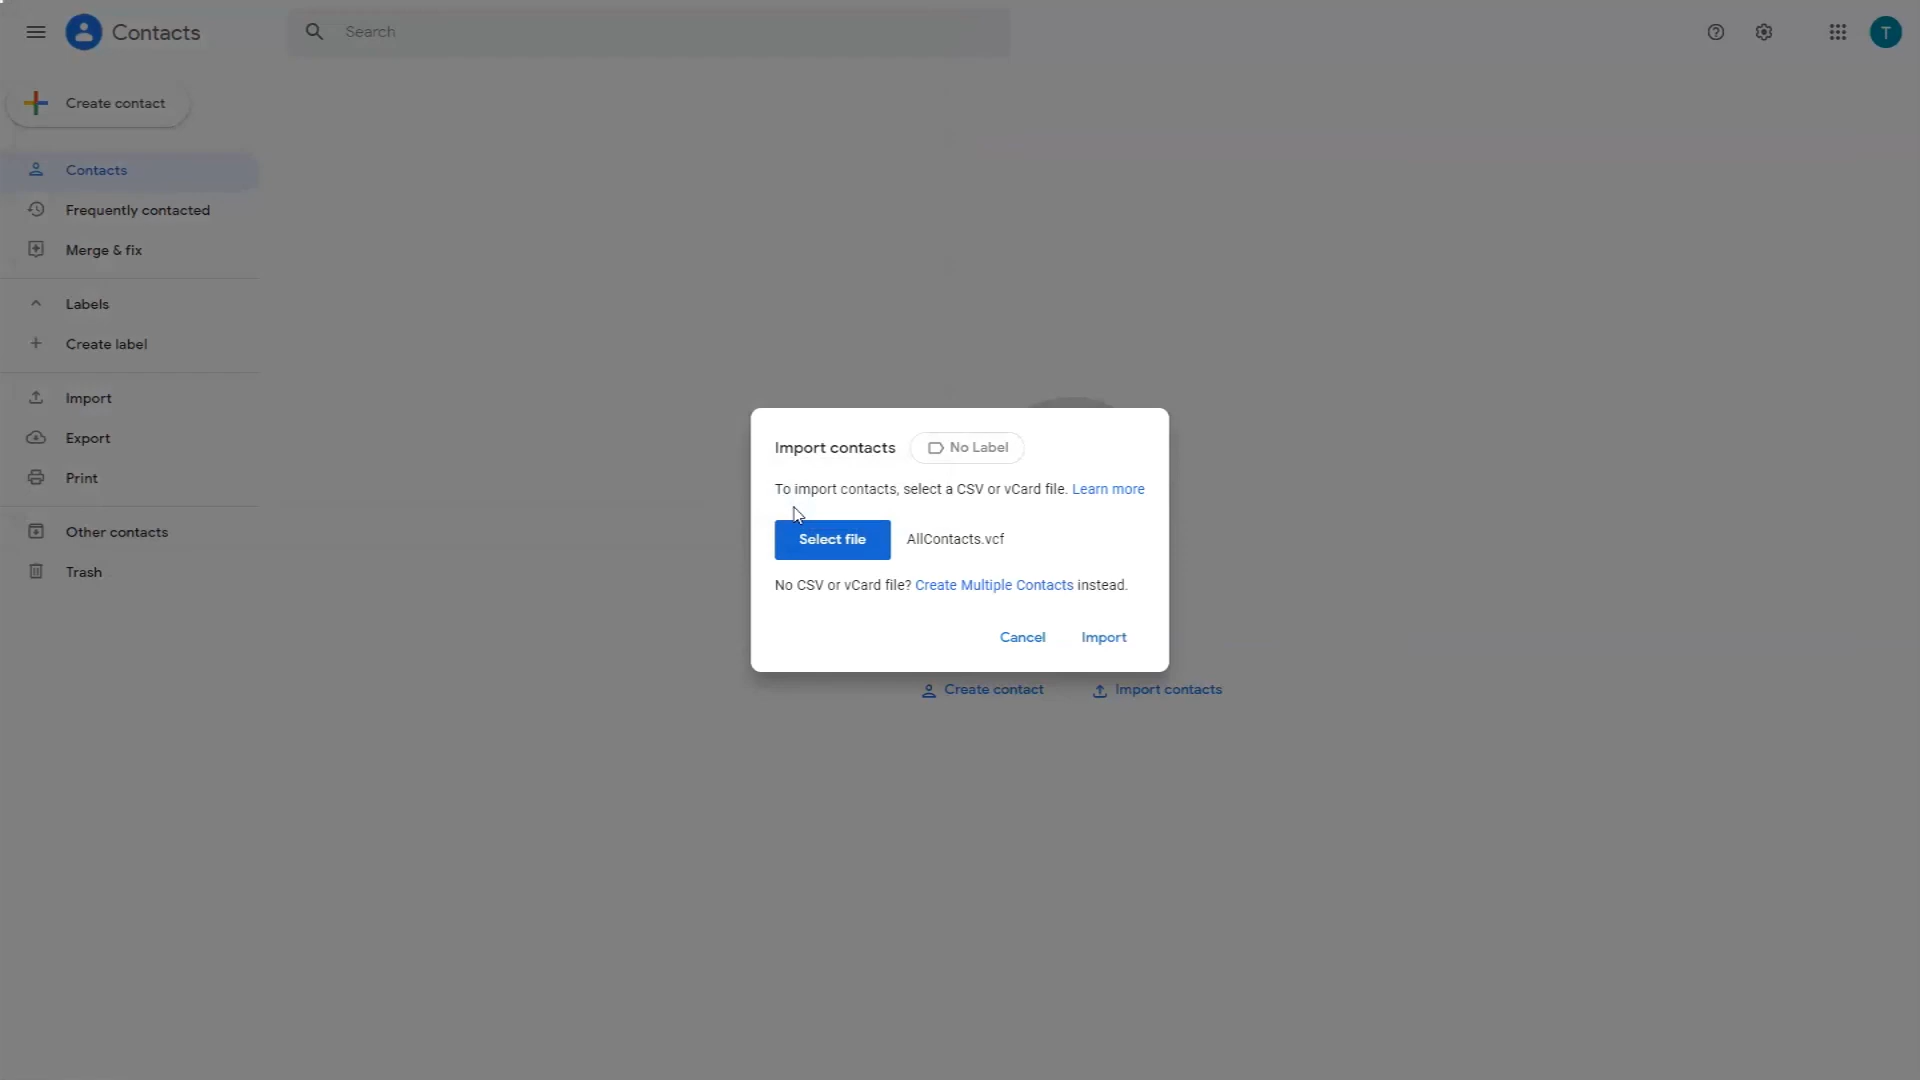 Contacts
Search
T
Create contact
Contacts
Frequently contacted
Merge & fix
Labels
Create label
Import
Export
Print
Other contacts
Trash
Import contacts
No Label
To import contacts, select a CSV or vCard file. Learn more
Select file
AllContacts.vcf
No CSV or vCard file? Create Multiple Contacts instead.
Cancel
Import
Create contact
Import contacts